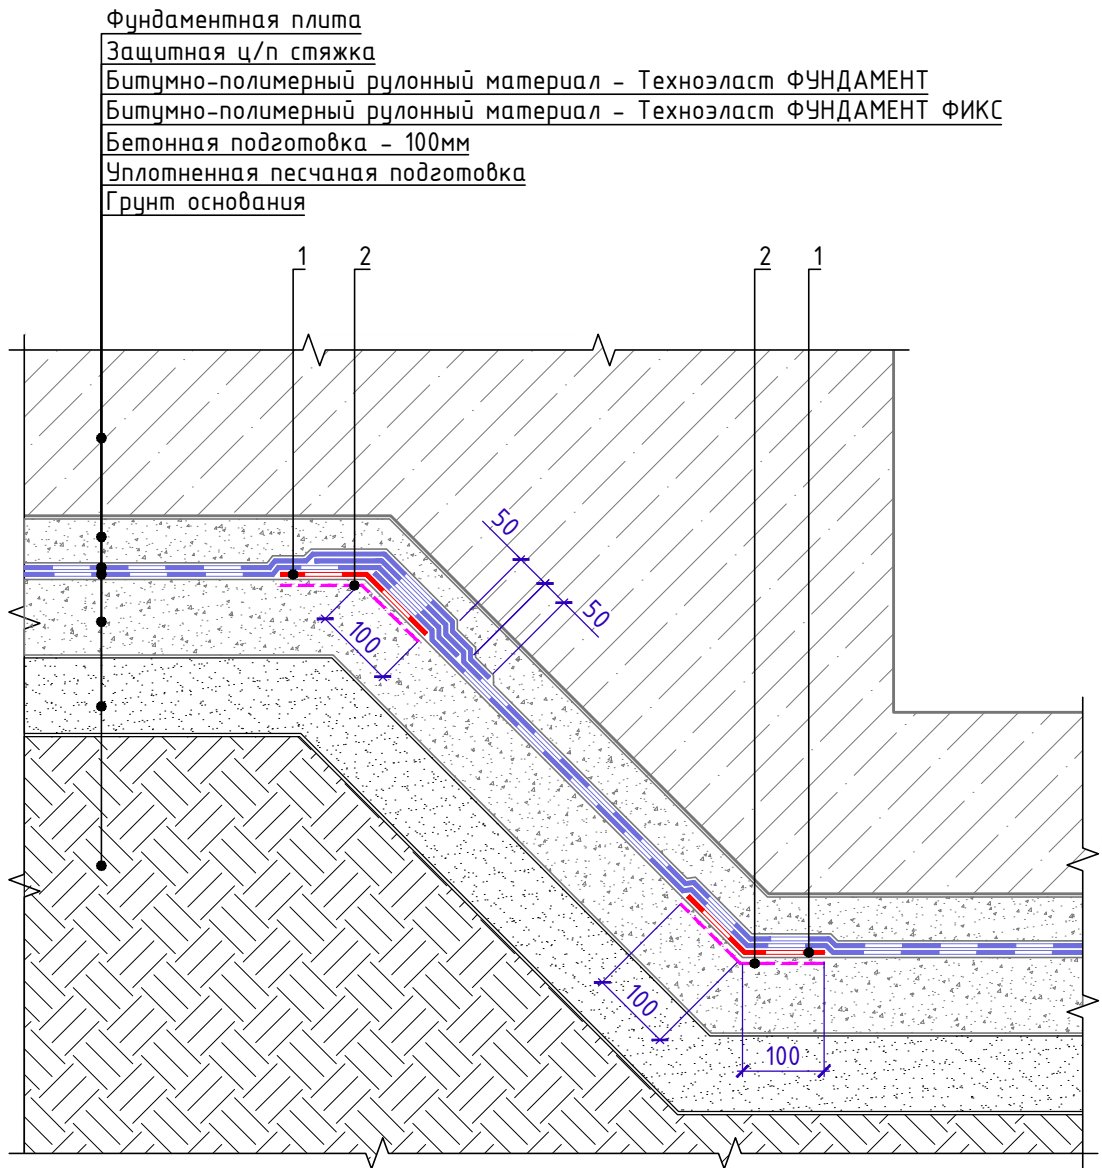 Фундаментная плита
Защитная ц/п стяжка
Битумно-полимерный рулонный материал - Техноэласт ФУНДАМЕНТ
Битумно-полимерный рулонный материал - Техноэласт ФУНДАМЕНТ ФИКС
Бетонная подготовка - 100мм
Уплотненная песчаная подготовка
Грунт основания
1 2 2 1
50
50
100
100
100